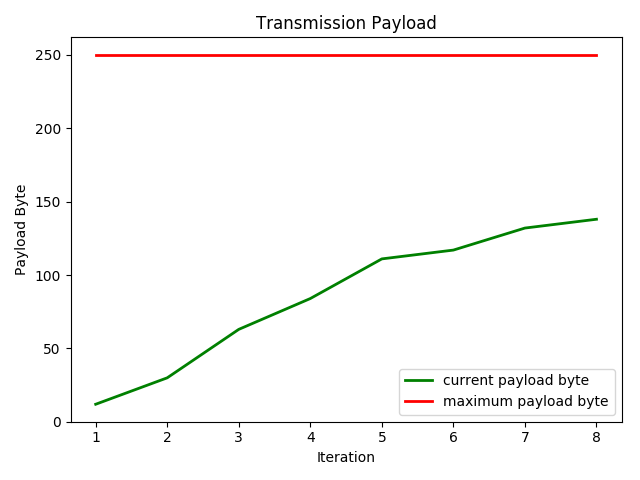 Transmission Payload
250
200
150
100
50
0
Payload Byte
1 2 3 4 5 6 7 8
Iteration
current payload byte
maximum payload byte